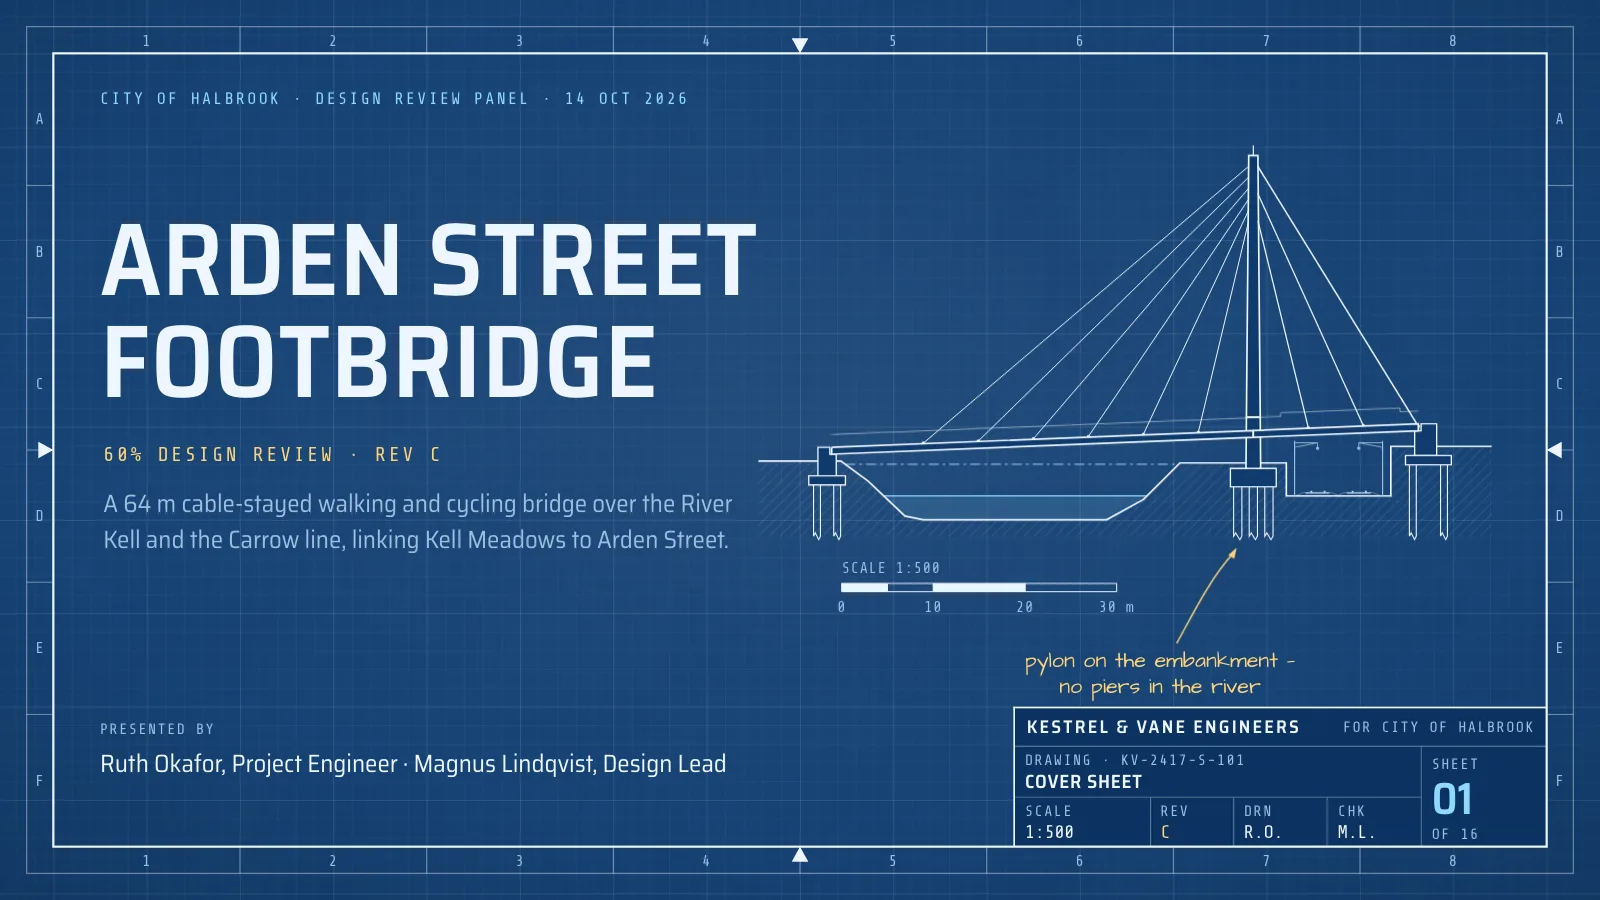 1 2 3 4 5 6 7 8
A A
B B
C C
D D
E E
F F
CITY OF HALBROOK · DESIGN REVIEW PANEL · 14 OCT 2026
ARDEN STREET
FOOTBRIDGE
60% DESIGN REVIEW · REV C
A 64 m cable-stayed walking and cycling bridge over the River
Kell and the Carrow line, linking Kell Meadows to Arden Street.
SCALE 1:500
0 10 20 30 m
pylon on the embankment –
no piers in the river
PRESENTED BY
Ruth Okafor, Project Engineer · Magnus Lindqvist, Design Lead
KESTREL & VANE ENGINEERS FOR CITY OF HALBROOK
DRAWING · KV-2417-S-101
COVER SHEET
SHEET
01
OF 16
SCALE
1:500
REV
C
DRN
R.O.
CHK
M.L.
1 2 3 4 5 6 7 8